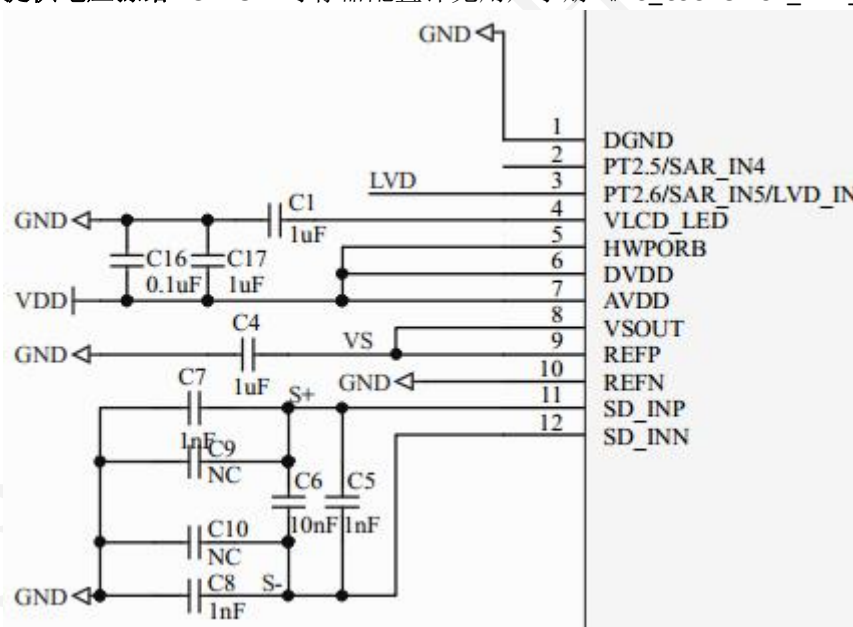 GND
1 DGND
2 PT2.5/SAR_IN4
LVD 3 PT2.6/SAR_IN5/LVD_IN
C1
GND 4 VLCD_LED
1uF
5 HWPORB
C16 C17
6 DVDD
0.1uF 1uF
VDD 7 AVDD
C4
8 VSOUT
GND VS 9 REFP
1uF
10 REFN
C7 GND
S+ 11 SD_INP
1nF
12 SD_INN
C9
NC
C6 C5
10nF 1nF
C10
NC
C8 S-
GND
1nF